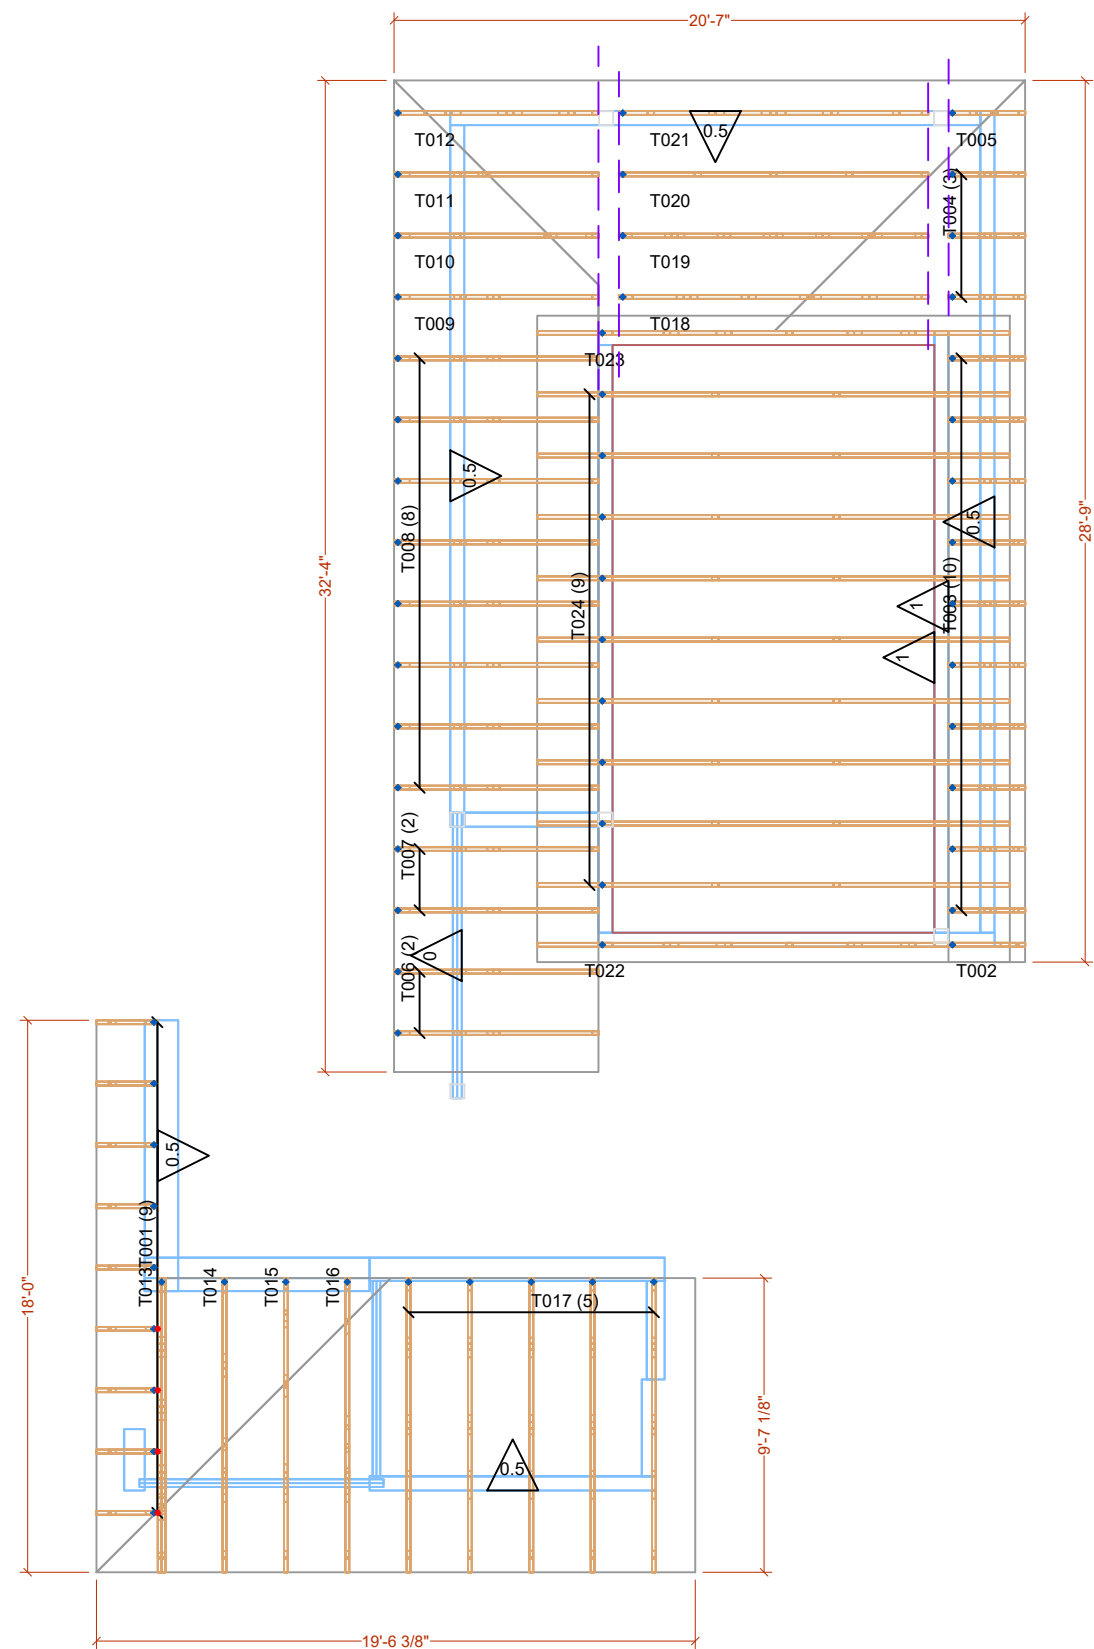 20'-7"
T012
T021
0.5
T005
T011
T020
T004 (3)
T010
T019
T009
T018
T023
0.5
0.5
28'-9"
T008 (8)
32'-4"
T024 (9)
T003 (10)
1
1
T007 (2)
T006 (2)
0
T022
T002
0.5
T001 (9)
T013
T014
T015
T016
T017 (5)
18'-0"
9'-7 1/8"
0.5
19'-6 3/8"